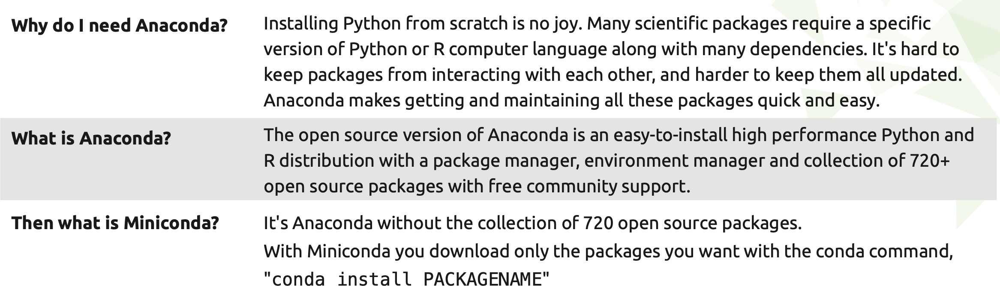 Why do I need Anaconda?
Installing Python from scratch is no joy. Many scientific packages require a specific
version of Python or R computer language along with many dependencies. It's hard to
keep packages from interacting with each other, and harder to keep them all updated.
Anaconda makes getting and maintaining all these packages quick and easy.
What is Anaconda?
The open source version of Anaconda is an easy-to-install high performance Python and
R distribution with a package manager, environment manager and collection of 720+
open source packages with free community support.
Then what is Miniconda?
It's Anaconda without the collection of 720 open source packages.
With Miniconda you download only the packages you want with the conda command,
"conda install PACKAGENAME"